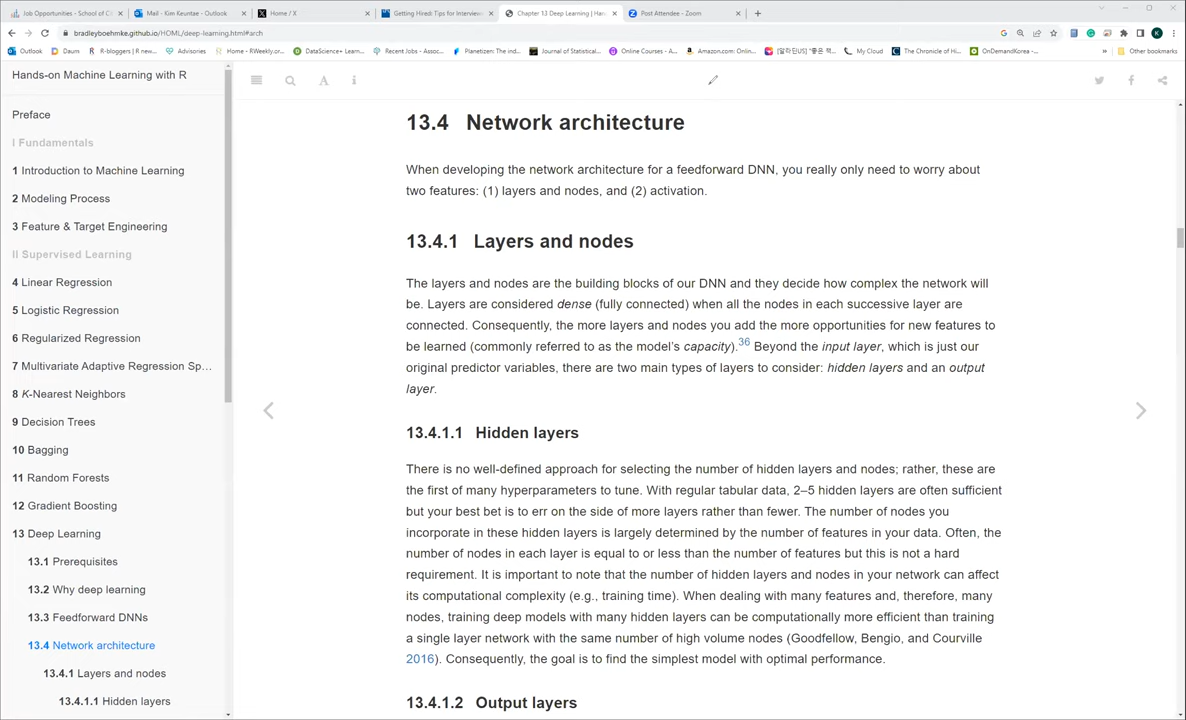 Job Opportunities - School of Ci
Mail - Kim Keuntae - Outlook
Home / X
Getting Hired: Tips for Interview
Chapter 13 Deep Learning | Han
Post Attendee - Zoom
bradleyboehmke.github.io/HOML/deep-learning.html#arch
Outlook
Daum
R-bloggers | R new...
Advisories
Home - RWeekly.or...
DataScience+ Learn...
Recent Jobs - Assoc...
Planetizen: The ind...
Journal of Statistical...
Online Courses - A...
Amazon.com: Onlin...
My Cloud
The Chronicle of Hi...
OnDemandKorea -...
Other bookmarks
Hands-on Machine Learning with R
Preface
I Fundamentals
1 Introduction to Machine Learning
2 Modeling Process
3 Feature & Target Engineering
II Supervised Learning
4 Linear Regression
5 Logistic Regression
6 Regularized Regression
7 Multivariate Adaptive Regression Sp...
8 K-Nearest Neighbors
9 Decision Trees
10 Bagging
11 Random Forests
12 Gradient Boosting
13 Deep Learning
13.1 Prerequisites
13.2 Why deep learning
13.3 Feedforward DNNs
13.4 Network architecture
13.4.1 Layers and nodes
13.4.1.1 Hidden layers
13.4 Network architecture
When developing the network architecture for a feedforward DNN, you really only need to worry about
two features: (1) layers and nodes, and (2) activation.
13.4.1 Layers and nodes
The layers and nodes are the building blocks of our DNN and they decide how complex the network will
be. Layers are considered dense (fully connected) when all the nodes in each successive layer are
connected. Consequently, the more layers and nodes you add the more opportunities for new features to
be learned (commonly referred to as the model's capacity).36 Beyond the input layer, which is just our
original predictor variables, there are two main types of layers to consider: hidden layers and an output
layer.
13.4.1.1 Hidden layers
There is no well-defined approach for selecting the number of hidden layers and nodes; rather, these are
the first of many hyperparameters to tune. With regular tabular data, 2–5 hidden layers are often sufficient
but your best bet is to err on the side of more layers rather than fewer. The number of nodes you
incorporate in these hidden layers is largely determined by the number of features in your data. Often, the
number of nodes in each layer is equal to or less than the number of features but this is not a hard
requirement. It is important to note that the number of hidden layers and nodes in your network can affect
its computational complexity (e.g., training time). When dealing with many features and, therefore, many
nodes, training deep models with many hidden layers can be computationally more efficient than training
a single layer network with the same number of high volume nodes (Goodfellow, Bengio, and Courville
2016). Consequently, the goal is to find the simplest model with optimal performance.
13.4.1.2 Output layers